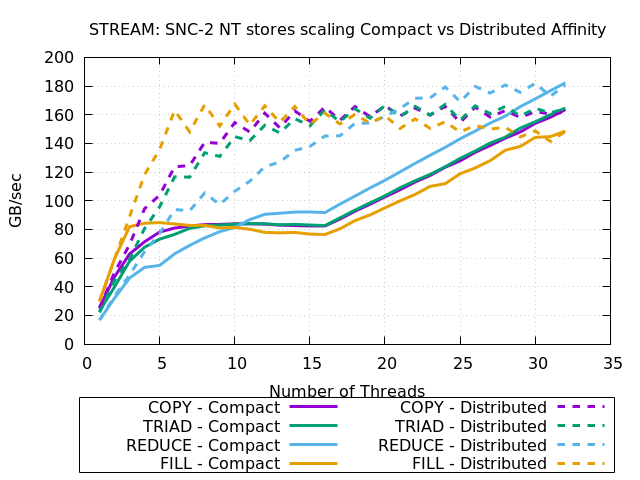 STREAM: SNC-2 NT stores scaling Compact vs Distributed Affinity
GB/sec
200
180
160
140
120
100
80
60
40
20
0
0 5 10 15 20 25 30 35
Number of Threads
COPY - Compact COPY - Distributed
TRIAD - Compact TRIAD - Distributed
REDUCE - Compact REDUCE - Distributed
FILL - Compact FILL - Distributed